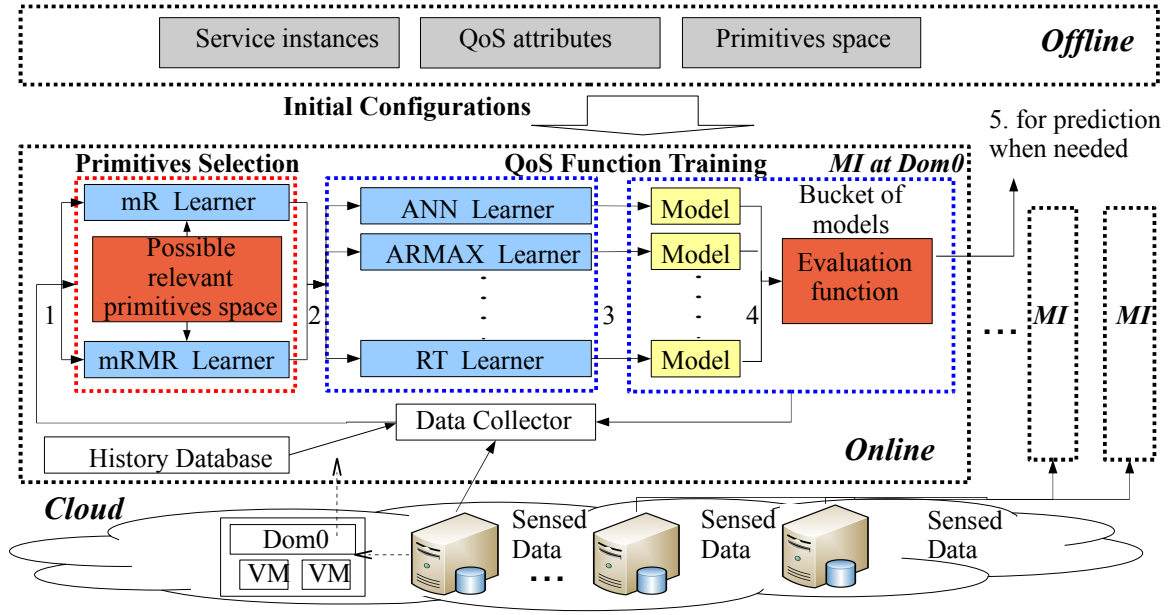 Service instances
QoS attributes
Primitives space
Offline
Initial Configurations
5. for prediction
when needed
Primitives Selection
QoS Function Training
MI at Dom0
mR Learner
Possible
relevant
primitives space
mRMR Learner
1
2
ANN Learner
ARMAX Learner
RT Learner
3
Model
Model
Model
4
Bucket of
models
Evaluation
function
...
MI
MI
Data Collector
History Database
Online
Cloud
Dom0
VM
VM
Sensed
Data
...
Sensed
Data
Sensed
Data